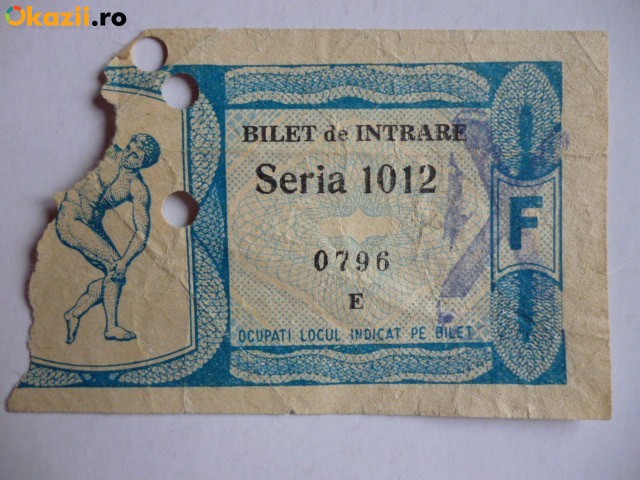 Okazii.ro
BILET de INTRARE
Seria 1012
F
0796
E
OCUPATI LOCUL INDICAT PE BILET